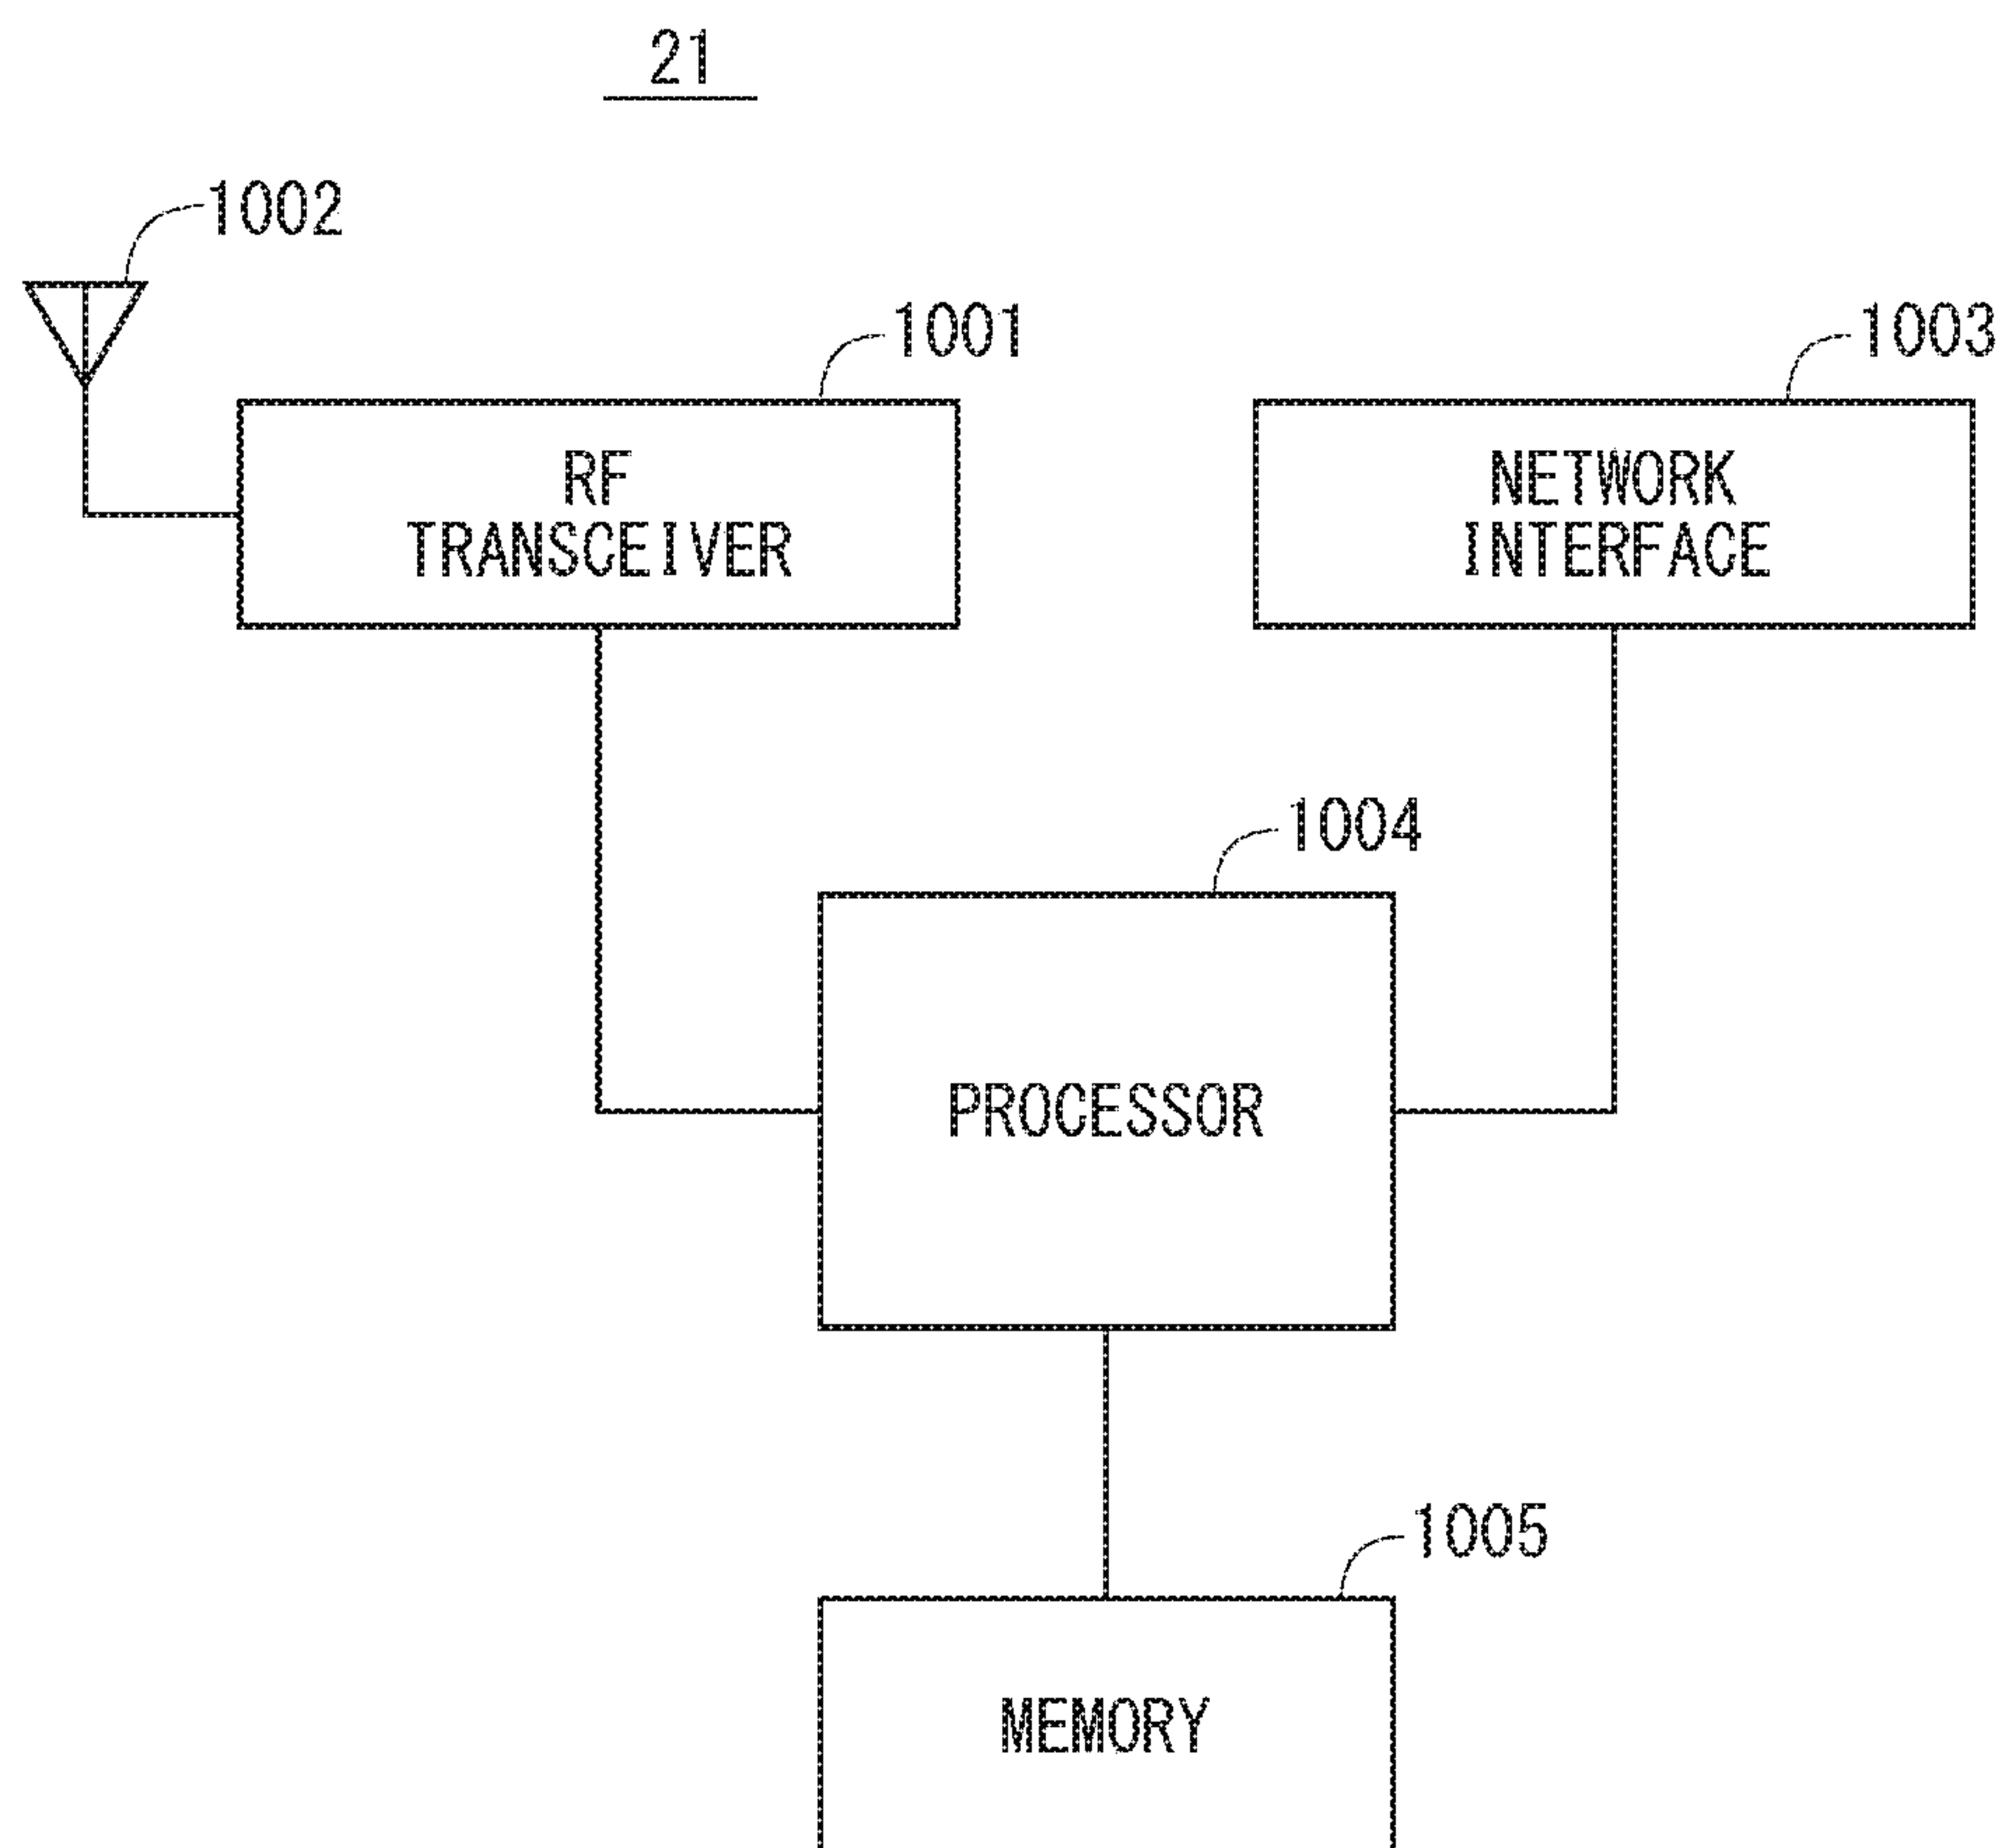 21
1002
1001
1003
RF
TRANSCEIVER
NETWORK
INTERFACE
1004
PROCESSOR
1005
MEMORY